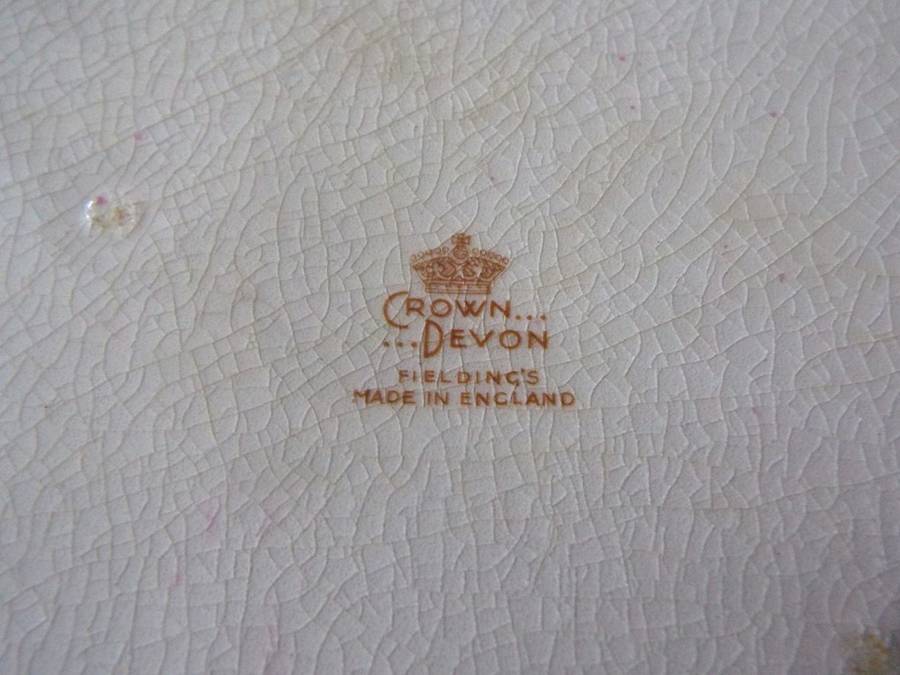 CROWN...
...DEVON
FIELDING'S
MADE IN ENGLAND